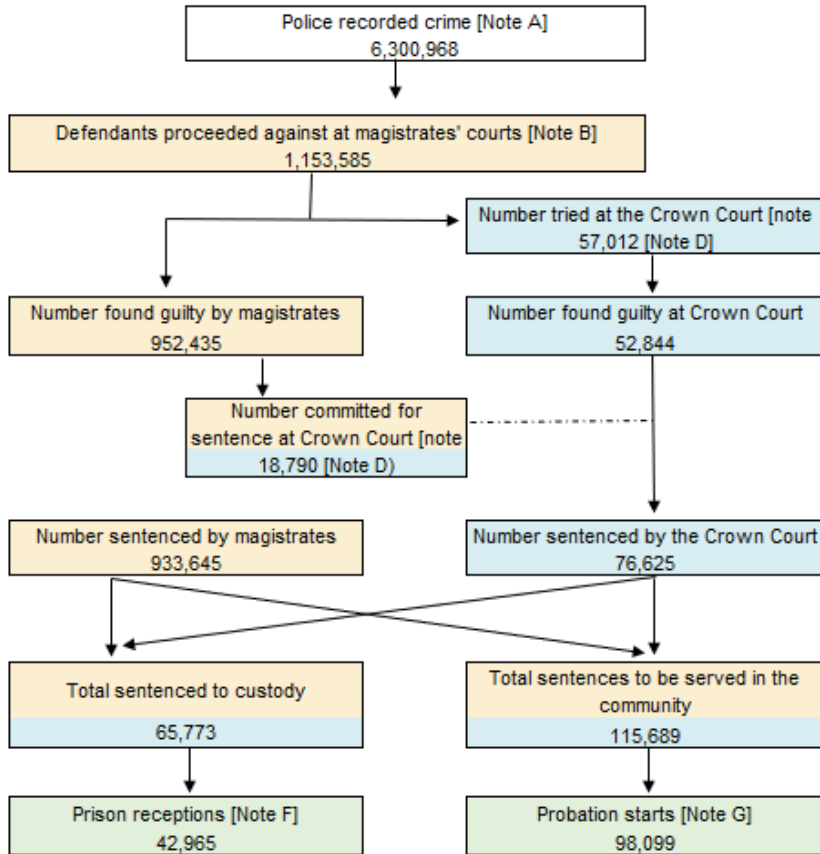 Police recorded crime [Note A]
6,300,968
Defendants proceeded against at magistrates' courts [Note B]
1,153,585
Number tried at the Crown Court [note
57,012 [Note D]
Number found guilty by magistrates
952,435
Number found guilty at Crown Court
52,844
Number committed for
sentence at Crown Court [note
18,790 [Note D)
Number sentenced by magistrates
933,645
Number sentenced by the Crown Court
76,625
Total sentenced to custody
65,773
Total sentences to be served in the
community
115,689
Prison receptions [Note F]
42,965
Probation starts [Note G]
98,099